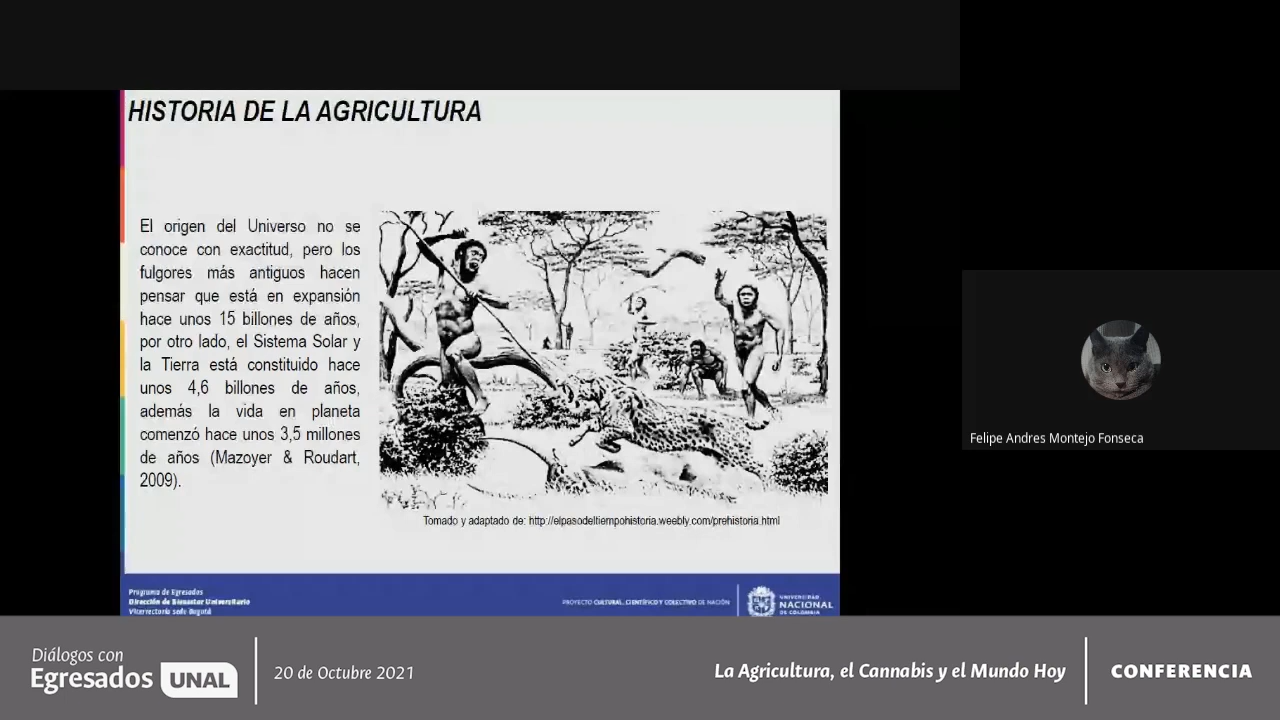 HISTORIA DE LA AGRICULTURA
El origen del Universo no se
conoce con exactitud, pero los
fulgores más antiguos hacen
pensar que está en expansión
hace unos 15 billones de años,
por otro lado, el Sistema Solar y
la Tierra está constituido hace
unos 4,6 billones de años,
además la vida en planeta
comenzó hace unos 3,5 millones
de años (Mazoyer & Roudart,
2009).
Tomado y adaptado de: http://elpasodeltiempohistoria.weebly.com/prehistoria.html
Felipe Andres Montejo Fonseca
Programa de Egresados
Dirección de Bienestar Universitario
Vicerrectoría sede Bogotá
PROYECTO CULTURAL, CIENTÍFICO Y COLECTIVO DE NACIÓN
UNIVERSIDAD
NACIONAL
DE COLOMBIA
Diálogos con
Egresados UNAL
20 de Octubre 2021
La Agricultura, el Cannabis y el Mundo Hoy
CONFERENCIA